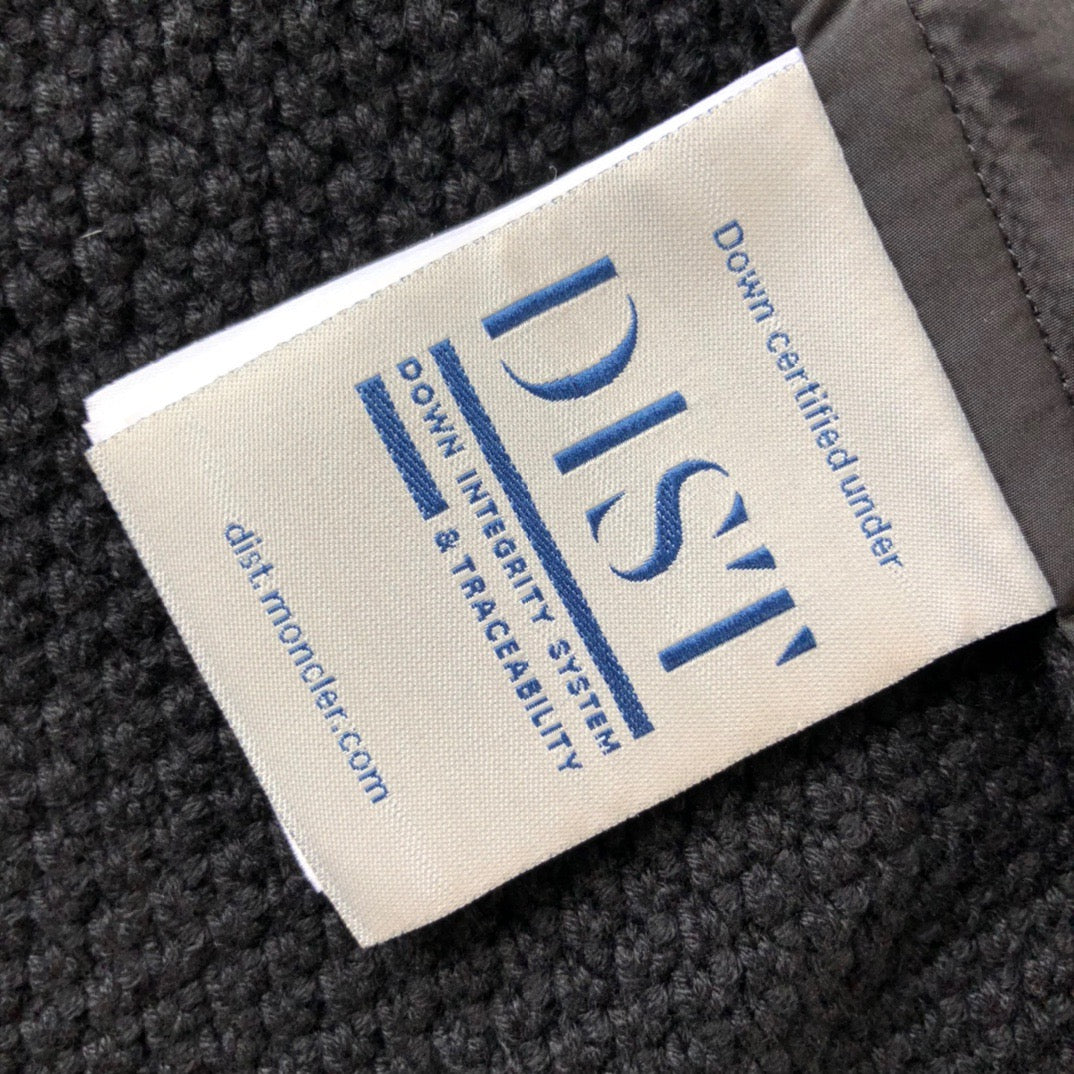 Down certified under
DIST
DOWN INTEGRITY SYSTEM
& TRACEABILITY
dist.moncler.com